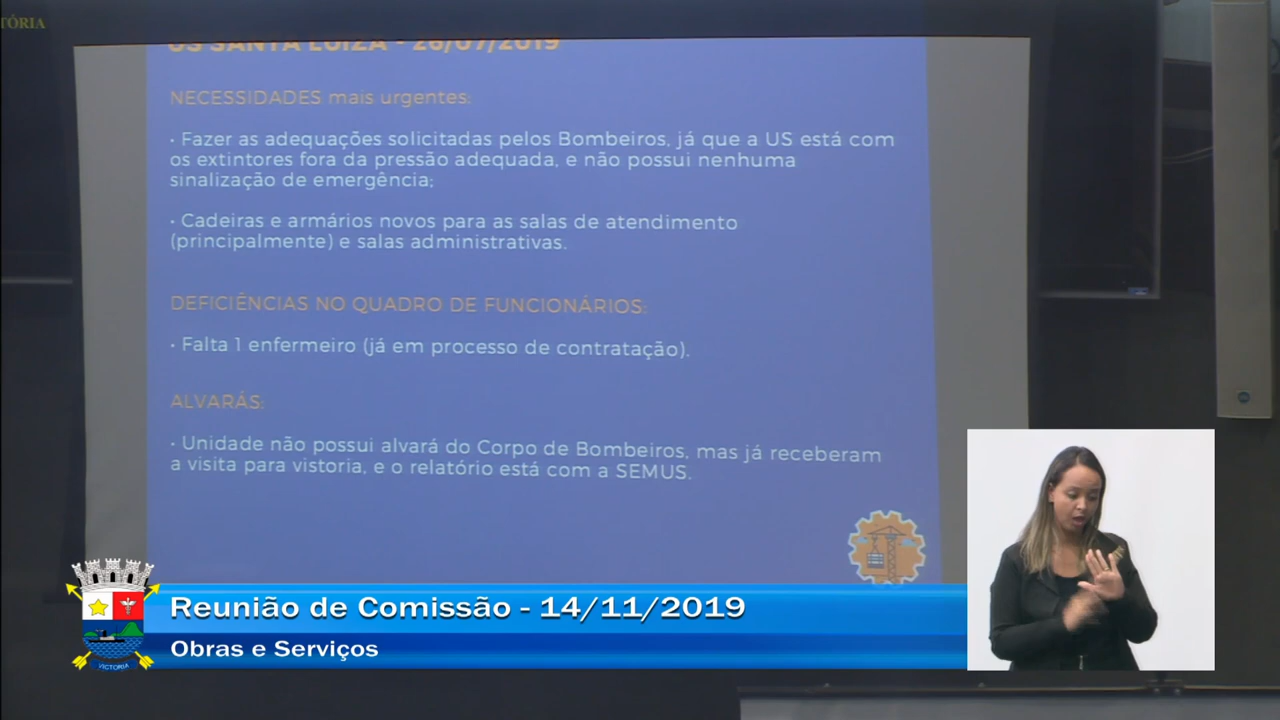 TÓRIA
US SANTA LUIZA - 26/07/2019
NECESSIDADES mais urgentes:
• Fazer as adequações solicitadas pelos Bombeiros, já que a US está com
os extintores fora da pressão adequada, e não possui nenhuma
sinalização de emergência;
• Cadeiras e armários novos para as salas de atendimento
(principalmente) e salas administrativas.
DEFICIÊNCIAS NO QUADRO DE FUNCIONÁRIOS:
• Falta 1 enfermeiro (já em processo de contratação).
ALVARÁS:
• Unidade não possui alvará do Corpo de Bombeiros, mas já receberam
a visita para vistoria, e o relatório está com a SEMUS.
Reunião de Comissão - 14/11/2019
Obras e Serviços
VICTORIA